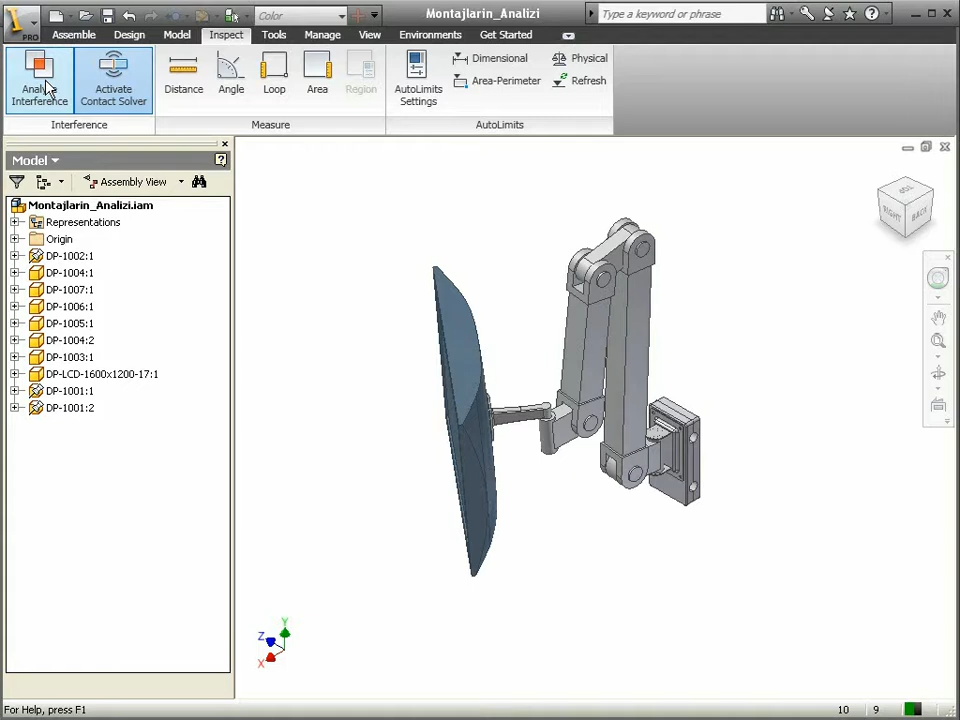 Color
Montajlarin_Analizi
Type a keyword or phrase
PRO
Assemble
Design
Model
Inspect
Tools
Manage
View
Environments
Get Started
Interference
Activate
Contact Solver
Interference
Distance
Angle
Loop
Area
Region
Measure
AutoLimits
Settings
Dimensional
Area-Perimeter
Physical
Refresh
AutoLimits
Model
Assembly View
Montajlarin_Analizi.iam
Representations
Origin
DP-1002:1
DP-1004:1
DP-1007:1
DP-1006:1
DP-1005:1
DP-1004:2
DP-1003:1
DP-LCD-1600x1200-17:1
DP-1001:1
DP-1001:2
TOP
RIGHT
BACK
Y
Z
X
For Help, press F1
10
9